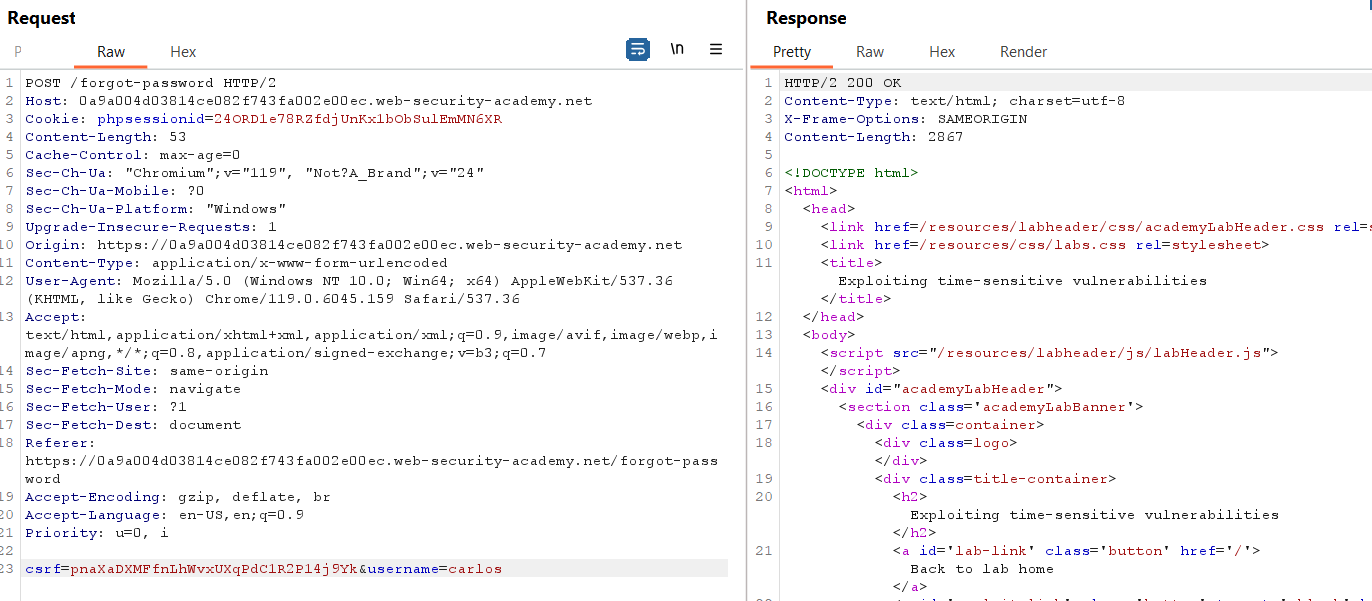 Request
P Raw Hex \n ≡
1 POST /forgot-password HTTP/2
2 Host: 0a9a004d03814ce082f743fa002e00ec.web-security-academy.net
3 Cookie: phpsessionid=24ORDle78RZfdjUnKxlbObSulEmMN6XR
4 Content-Length: 53
5 Cache-Control: max-age=0
6 Sec-Ch-Ua: "Chromium";v="119", "Not?A_Brand";v="24"
7 Sec-Ch-Ua-Mobile: ?0
8 Sec-Ch-Ua-Platform: "Windows"
9 Upgrade-Insecure-Requests: 1
10 Origin: https://0a9a004d03814ce082f743fa002e00ec.web-security-academy.net
11 Content-Type: application/x-www-form-urlencoded
12 User-Agent: Mozilla/5.0 (Windows NT 10.0; Win64; x64) AppleWebKit/537.36
(KHTML, like Gecko) Chrome/119.0.6045.159 Safari/537.36
13 Accept:
text/html,application/xhtml+xml,application/xml;q=0.9,image/avif,image/webp,i
mage/apng,*/*;q=0.8,application/signed-exchange;v=b3;q=0.7
14 Sec-Fetch-Site: same-origin
15 Sec-Fetch-Mode: navigate
16 Sec-Fetch-User: ?1
17 Sec-Fetch-Dest: document
18 Referer:
https://0a9a004d03814ce082f743fa002e00ec.web-security-academy.net/forgot-pass
word
19 Accept-Encoding: gzip, deflate, br
20 Accept-Language: en-US,en;q=0.9
21 Priority: u=0, i
22
23 csrf=pnaXaDXMFfnLhWvxUXqPdC1R2P14j9Yk&username=carlos
Response
Pretty Raw Hex Render
1 HTTP/2 200 OK
2 Content-Type: text/html; charset=utf-8
3 X-Frame-Options: SAMEORIGIN
4 Content-Length: 2867
5
6 <!DOCTYPE html>
7 <html>
8 <head>
9 <link href=/resources/labheader/css/academyLabHeader.css rel=s
10 <link href=/resources/css/labs.css rel=stylesheet>
11 <title>
Exploiting time-sensitive vulnerabilities
</title>
12 </head>
13 <body>
14 <script src="/resources/labheader/js/labHeader.js">
</script>
15 <div id="academyLabHeader">
16 <section class='academyLabBanner'>
17 <div class=container>
18 <div class=logo>
</div>
19 <div class=title-container>
20 <h2>
Exploiting time-sensitive vulnerabilities
</h2>
21 <a id='lab-link' class='button' href='/'>
Back to lab home
</a>